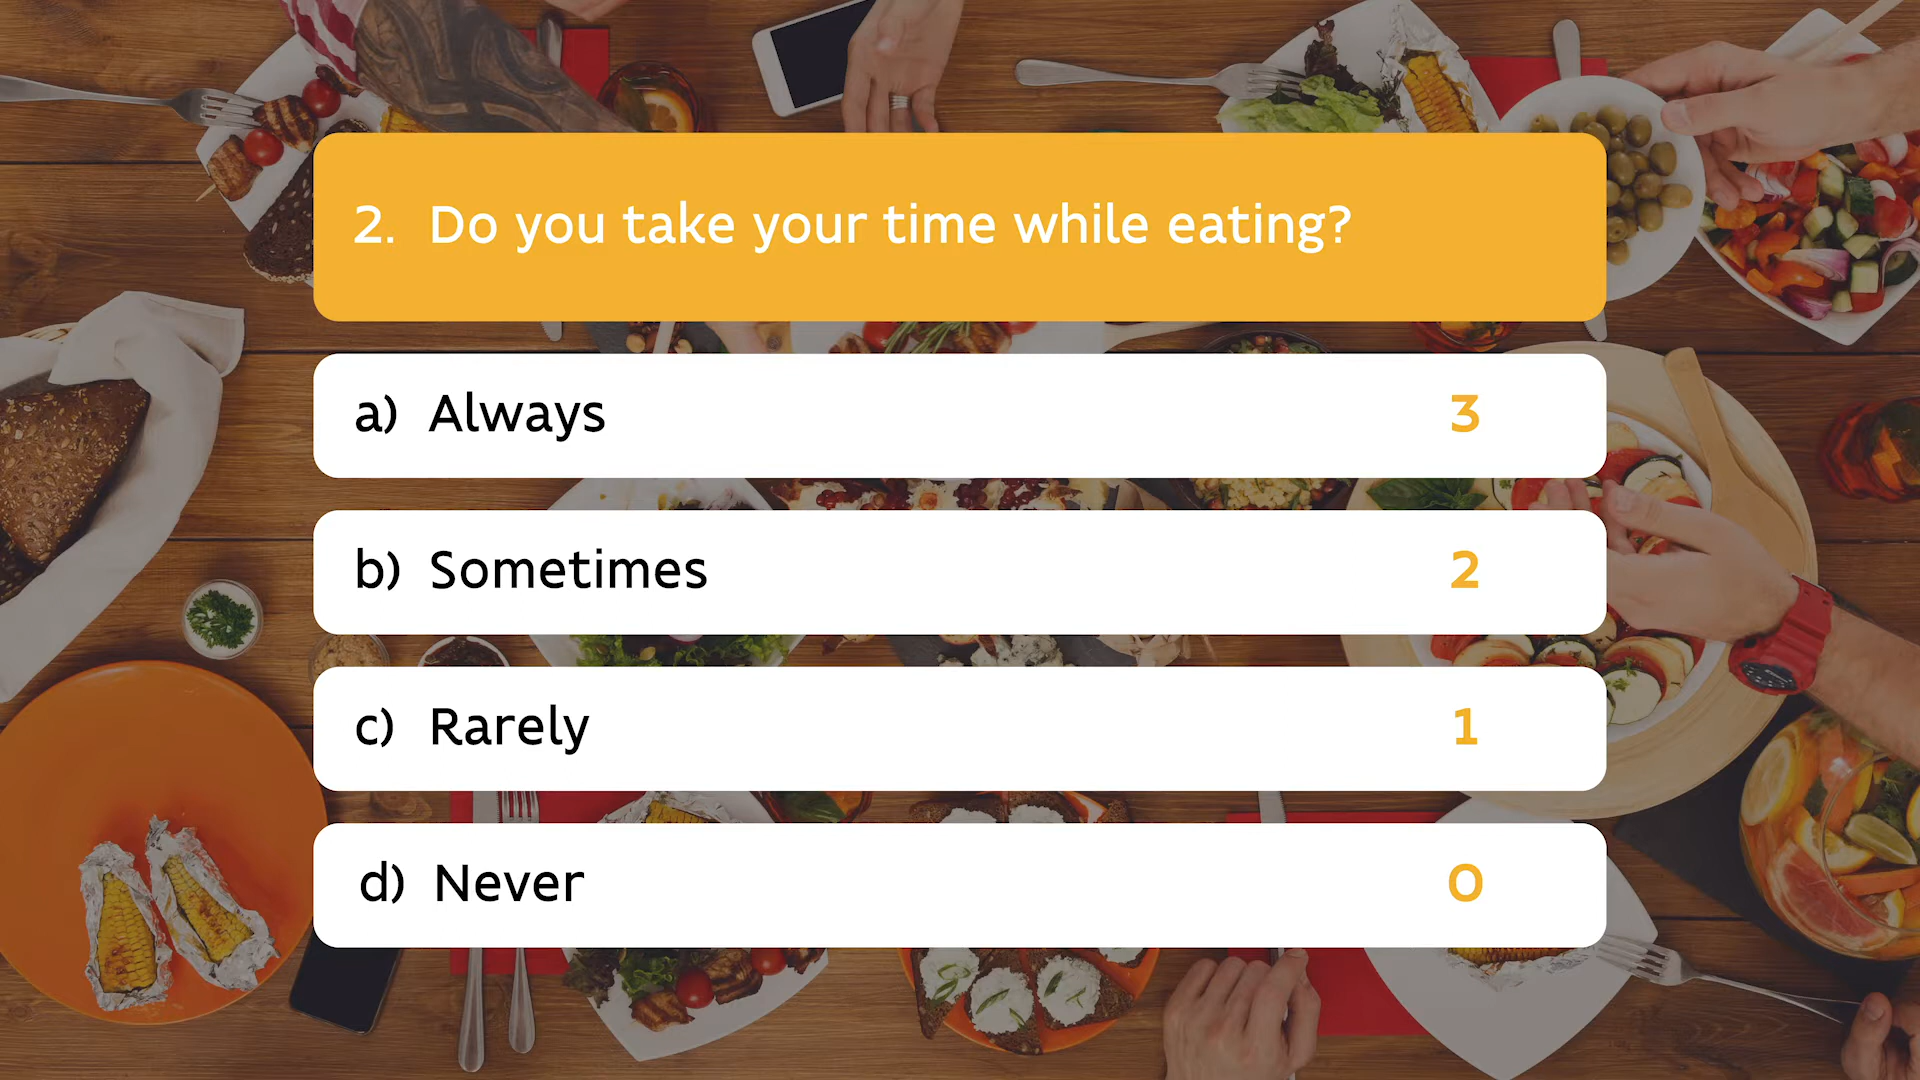 2. Do you take your time while eating?
a) Always 3
b) Sometimes 2
c) Rarely 1
d) Never 0